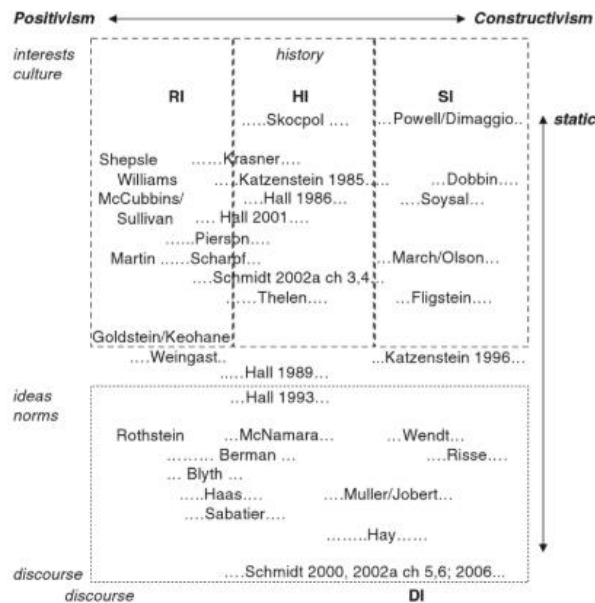 Positivism Constructivism
interests history
culture
RI HI SI
.....Skocpol .... .....Powell/Dimaggio.. static
Shepsle ......Krasner....
Williams ....Katzenstein 1985..... ...Dobbin....
McCubbins/ ....Hall 1986... ....Soysal...
Sullivan .... Hall 2001....
......Pierson....
Martin ......Scharpf... ...March/Olson...
....Schmidt 2002a ch 3,4...
......Thelen.... ...Fligstein....
Goldstein/Keohane
....Weingast.. ...Katzenstein 1996...
.....Hall 1989...
ideas ...Hall 1993...
norms
Rothstein ...McNamara... ...Wendt...
......... Berman ... ....Risse....
... Blyth ...
.....Haas.... ....Muller/Jobert...
....Sabatier....
........Hay......
discourse ....Schmidt 2000, 2002a ch 5,6; 2006...
discourse DI